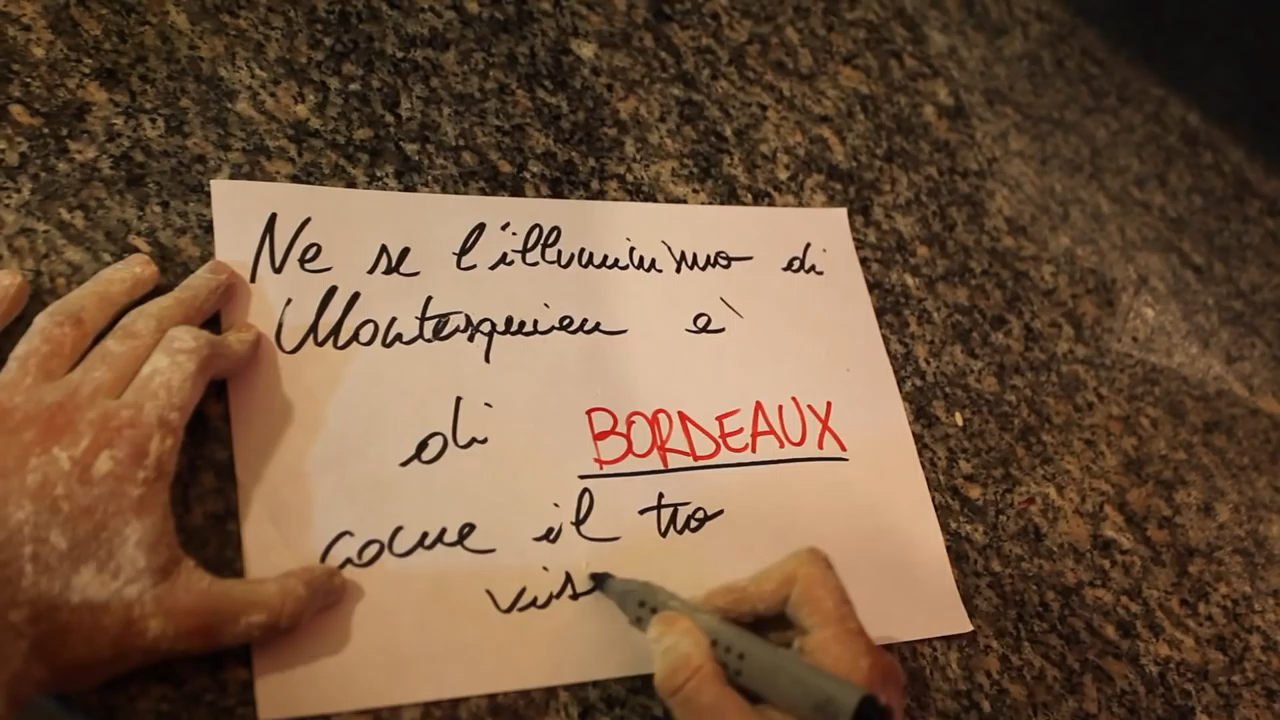 Ne se l'illuminismo di
Montesquieu e'
di BORDEAUX
come il tuo
vis